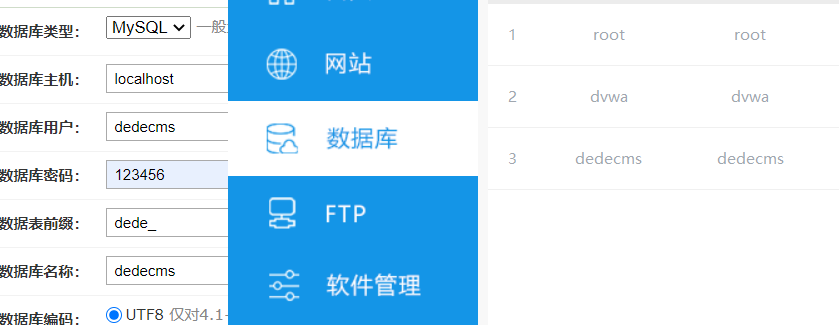 数据库类型：
MySQL
一般
数据库主机：
localhost
数据库用户：
dedecms
数据库密码：
123456
数据表前缀：
dede_
数据库名称：
dedecms
数据库编码：
UTF8 仅对4.1-
网站
数据库
FTP
软件管理
1 root root
2 dvwa dvwa
3 dedecms dedecms